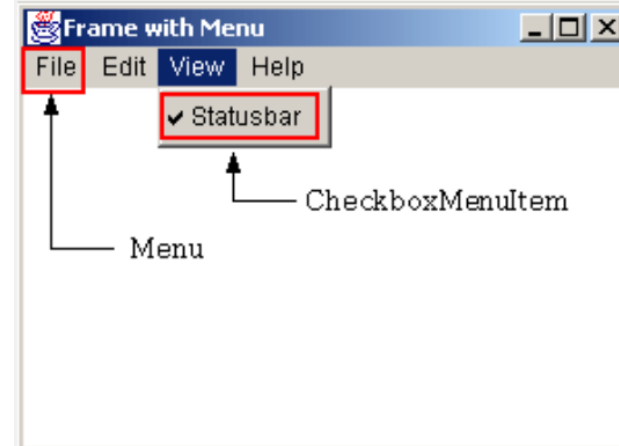 Frame with Menu
File Edit View Help
Statusbar
CheckboxMenuItem
Menu